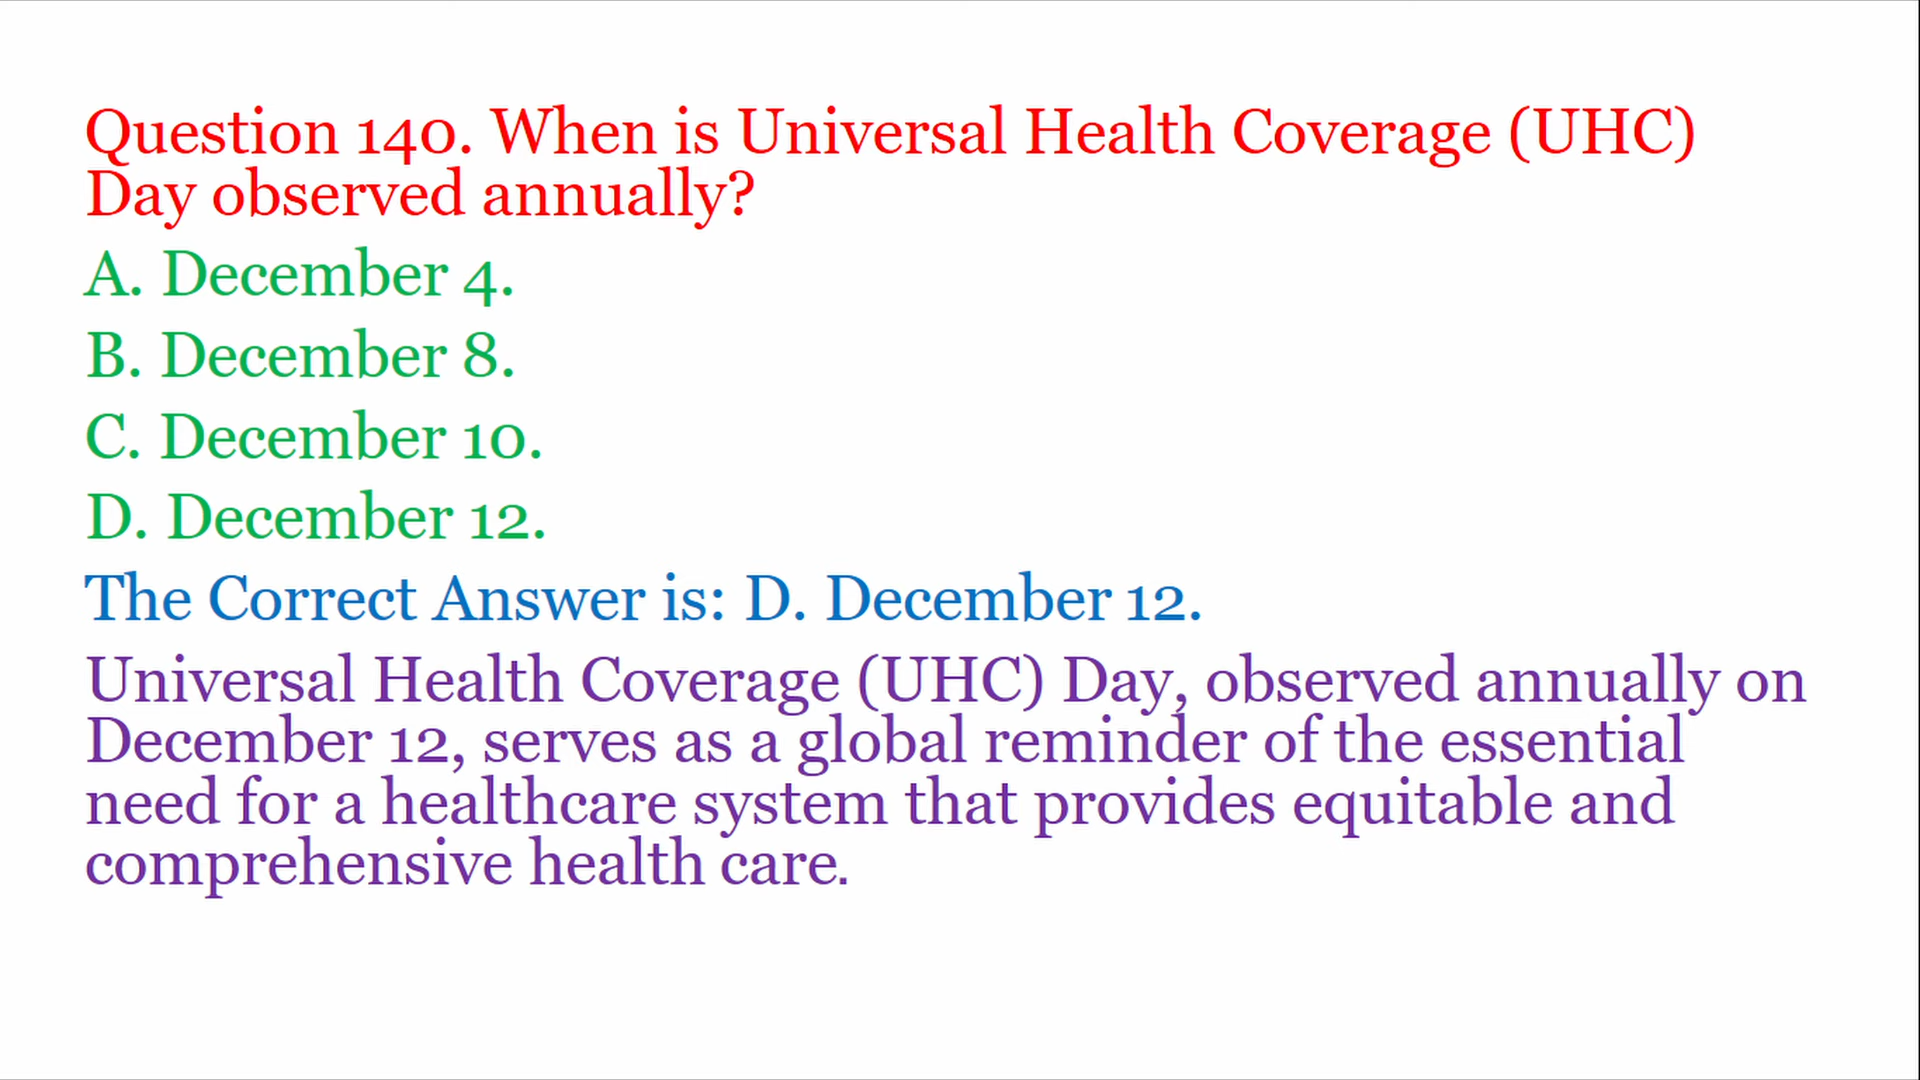 Question 140. When is Universal Health Coverage (UHC)
Day observed annually?
A. December 4.
B. December 8.
C. December 10.
D. December 12.
The Correct Answer is: D. December 12.
Universal Health Coverage (UHC) Day, observed annually on
December 12, serves as a global reminder of the essential
need for a healthcare system that provides equitable and
comprehensive health care.